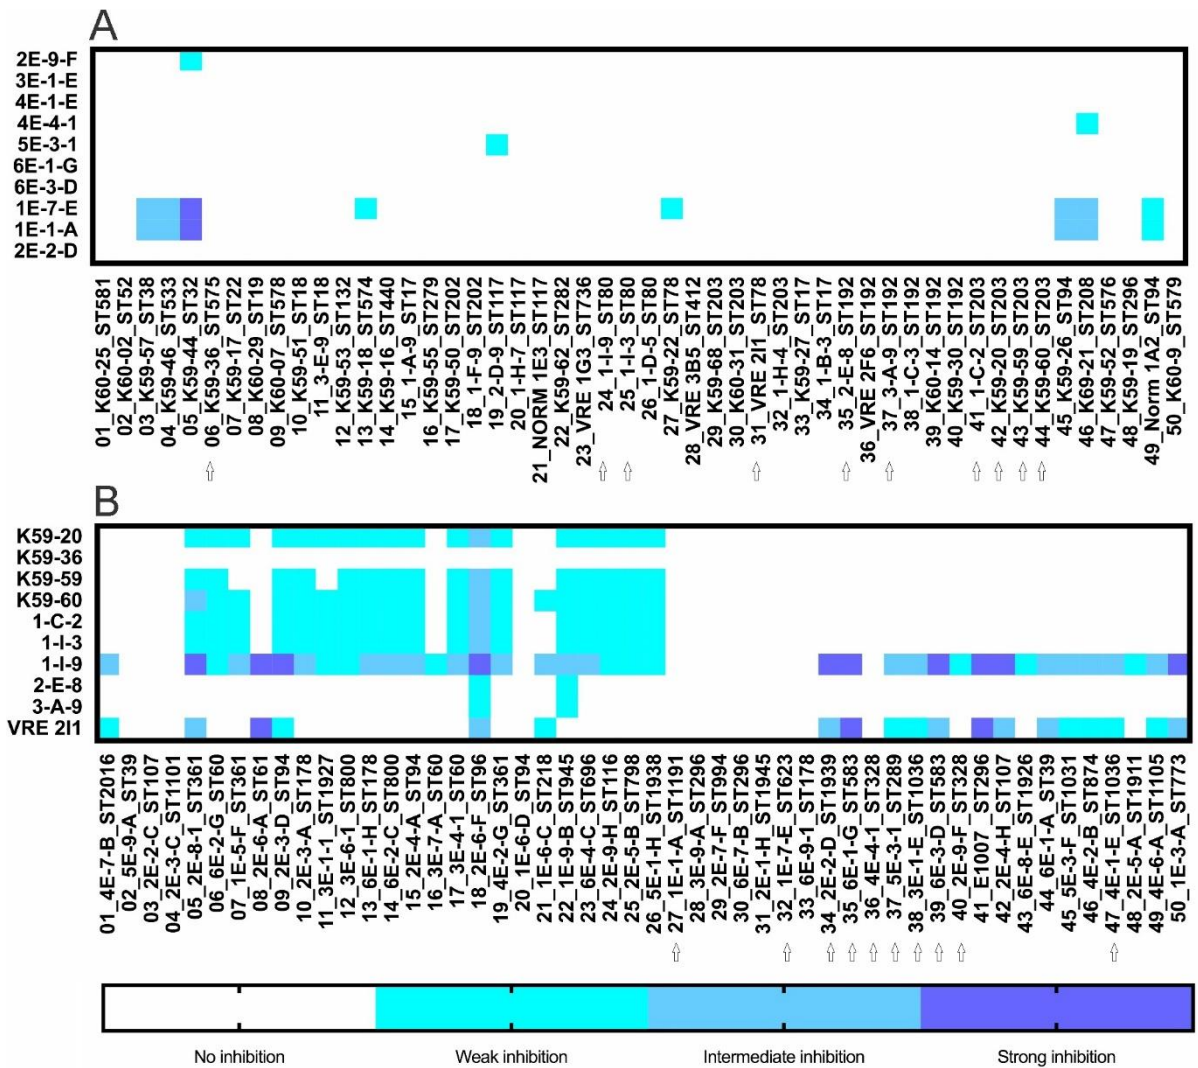 A
2E-9-F
3E-1-E
4E-1-E
4E-4-1
5E-3-1
6E-1-G
6E-3-D
1E-7-E
1E-1-A
2E-2-D
01_K60-25_ST581
02_K60-02_ST52
03_K59-57_ST38
04_K59-46_ST533
05_K59-44_ST32
06_K59-36_ST575
07_K59-17_ST22
08_K60-29_ST19
09_K60-07_ST578
10_K59-51_ST18
11_3-E-9_ST18
12_K59-53_ST132
13_K59-18_ST574
14_K59-16_ST440
15_1-A-9_ST17
16_K59-55_ST279
17_K59-50_ST202
18_1-F-9_ST202
19_2-D-9_ST117
20_1-H-7_ST117
21_NORM 1E3_ST117
22_K59-62_ST282
23_VRE 1G3_ST736
24_1-I-9_ST80
25_1-I-3_ST80
26_1-D-5_ST80
27_K59-22_ST78
28_VRE 3B5_ST412
29_K59-68_ST203
30_K60-31_ST203
31_VRE 2I1_ST78
32_1-H-4_ST203
33_K59-27_ST17
34_1-B-3_ST17
35_2-E-8_ST192
36_VRE 2F6_ST192
37_3-A-9_ST192
38_1-C-3_ST192
39_K60-14_ST192
40_K59-30_ST192
41_1-C-2_ST203
42_K59-20_ST203
43_K59-59_ST203
44_K59-60_ST203
45_K59-26_ST94
46_K60-21_ST208
47_K59-52_ST576
48_K59-19_ST296
49_Norm 1A2_ST94
50_K60-9_ST579
B
K59-20
K59-36
K59-59
K59-60
1-C-2
1-I-3
1-I-9
2-E-8
3-A-9
VRE 2I1
01_4E-7-B_ST2016
02_5E-9-A_ST39
03_2E-2-C_ST107
04_2E-3-C_ST1101
05_2E-8-1_ST361
06_6E-2-G_ST60
07_1E-5-F_ST361
08_2E-6-A_ST61
09_2E-3-D_ST94
10_2E-3-A_ST178
11_3E-1-1_ST1927
12_3E-6-1_ST800
13_6E-1-H_ST178
14_6E-2-C_ST800
15_2E-4-A_ST94
16_3E-7-A_ST60
17_3E-4-1_ST60
18_2E-6-F_ST96
19_4E-2-G_ST361
20_1E-6-D_ST94
21_1E-6-C_ST218
22_1E-9-B_ST945
23_6E-4-C_ST696
24_2E-9-H_ST116
25_2E-5-B_ST798
26_5E-1-H_ST1938
27_1E-1-A_ST1191
28_3E-9-A_ST296
29_2E-7-F_ST994
30_6E-7-B_ST296
31_2E-1-H_ST1945
32_1E-7-E_ST623
33_6E-9-1_ST178
34_2E-2-D_ST1939
35_6E-1-G_ST583
36_4E-4-1_ST328
37_5E-3-1_ST289
38_3E-1-E_ST1036
39_6E-3-D_ST583
40_2E-9-F_ST328
41_E1007_ST296
42_2E-4-H_ST107
43_6E-8-E_ST1926
44_6E-1-A_ST39
45_5E-3-F_ST1031
46_4E-2-B_ST874
47_4E-1-E_ST1036
48_2E-5-A_ST1911
49_4E-6-A_ST1105
50_1E-3-A_ST773
No inhibition
Weak inhibition
Intermediate inhibition
Strong inhibition